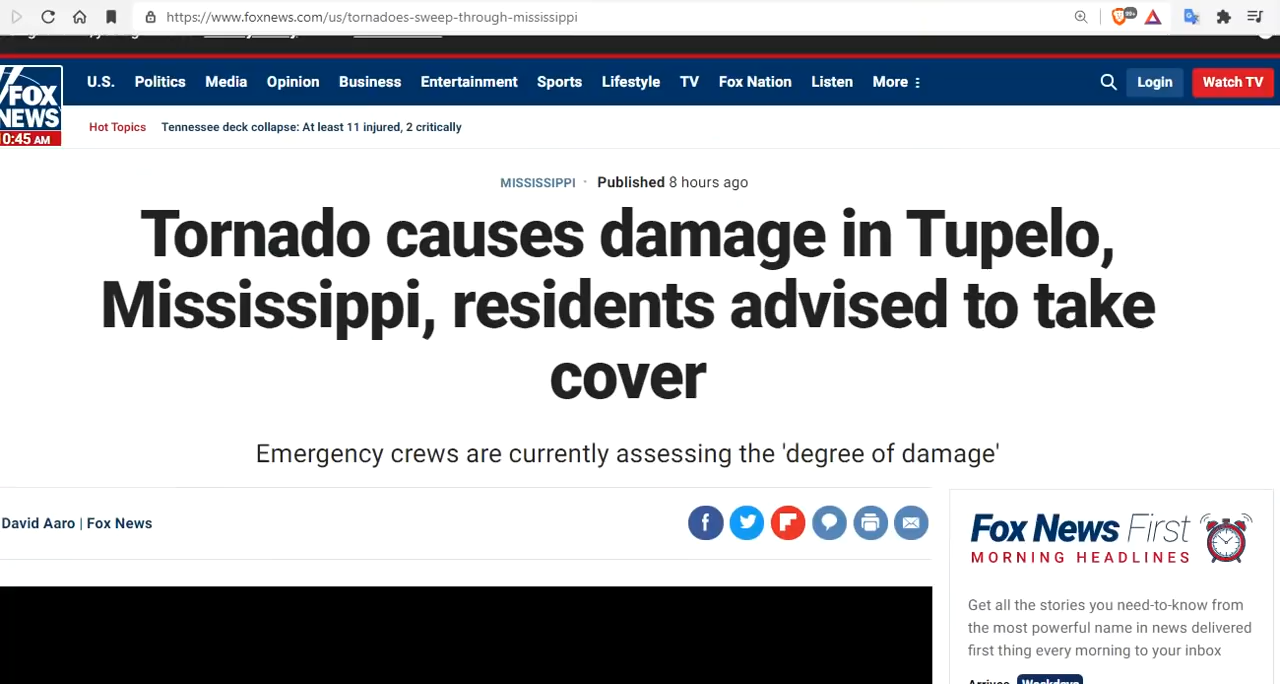 https://www.foxnews.com/us/tornadoes-sweep-through-mississippi
99+
FOX
NEWS
0:45 AM
U.S. Politics Media Opinion Business Entertainment Sports Lifestyle TV Fox Nation Listen More
Login
Watch TV
Hot Topics Tennessee deck collapse: At least 11 injured, 2 critically
MISSISSIPPI · Published 8 hours ago
Tornado causes damage in Tupelo,
Mississippi, residents advised to take
cover
Emergency crews are currently assessing the 'degree of damage'
David Aaro | Fox News
Fox News First
MORNING HEADLINES
Get all the stories you need-to-know from
the most powerful name in news delivered
first thing every morning to your inbox
Arrives Weekdays